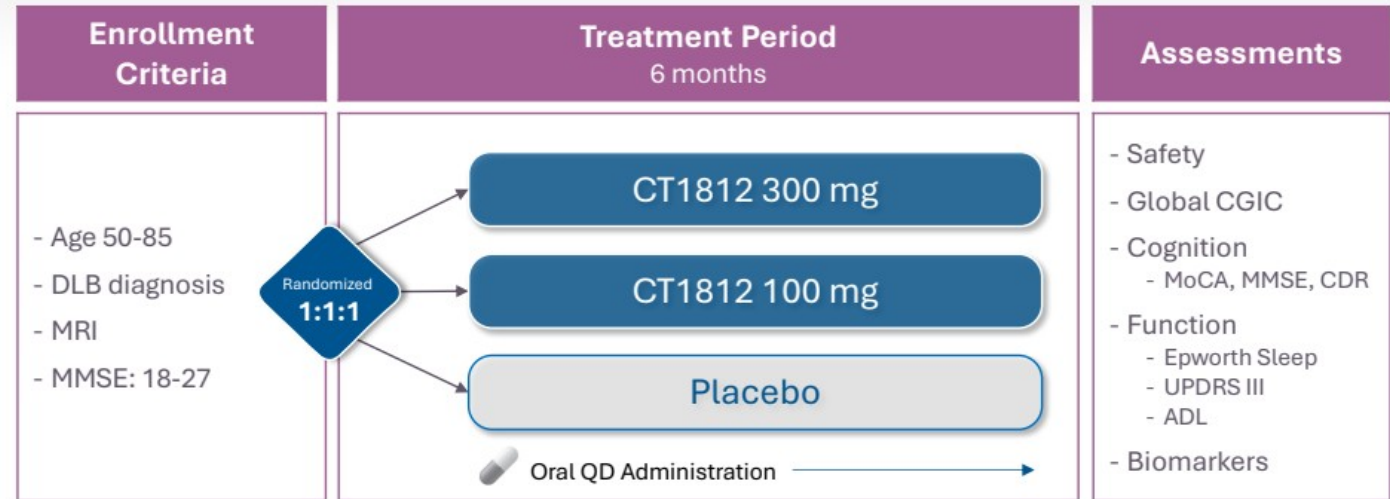 Enrollment
Criteria
Treatment Period
6 months
Assessments
- Age 50-85
- DLB diagnosis
- MRI
- MMSE: 18-27
Randomized
1:1:1
CT1812 300 mg
CT1812 100 mg
Placebo
Oral QD Administration
- Safety
- Global CGIC
- Cognition
- MoCA, MMSE, CDR
- Function
- Epworth Sleep
- UPDRS III
- ADL
- Biomarkers